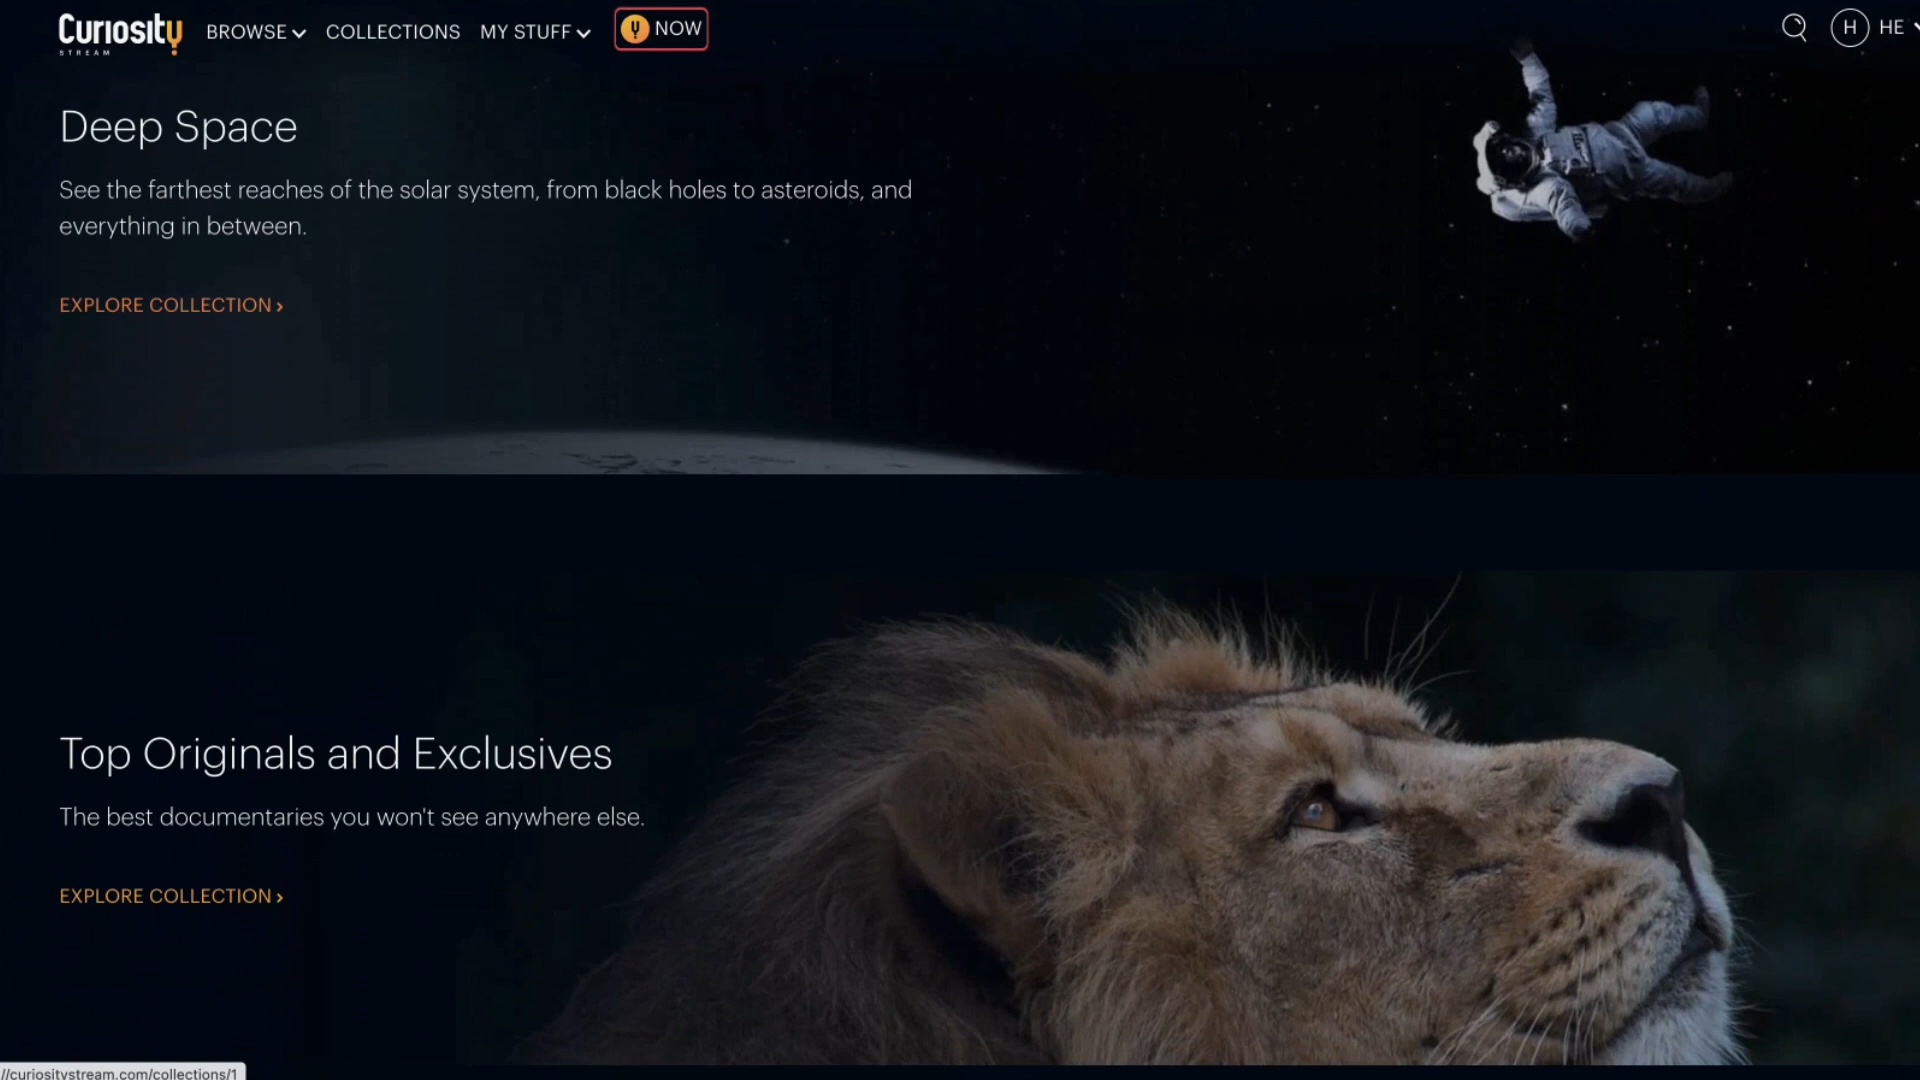 Curiosity
STREAM
BROWSE
COLLECTIONS
MY STUFF
NOW
H
HE
Deep Space
See the farthest reaches of the solar system, from black holes to asteroids, and
everything in between.
EXPLORE COLLECTION ›
Top Originals and Exclusives
The best documentaries you won't see anywhere else.
EXPLORE COLLECTION ›
//curiositystream.com/collections/1